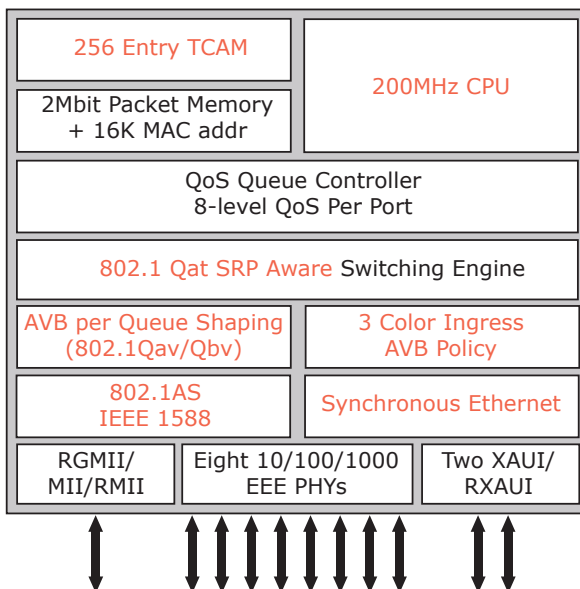 256 Entry TCAM
200MHz CPU
2Mbit Packet Memory
+ 16K MAC addr
QoS Queue Controller
8-level QoS Per Port
802.1 Qat SRP Aware Switching Engine
AVB per Queue Shaping
(802.1Qav/Qbv)
3 Color Ingress
AVB Policy
802.1AS
IEEE 1588
Synchronous Ethernet
RGMII/
MII/RMII
Eight 10/100/1000
EEE PHYs
Two XAUI/
RXAUI